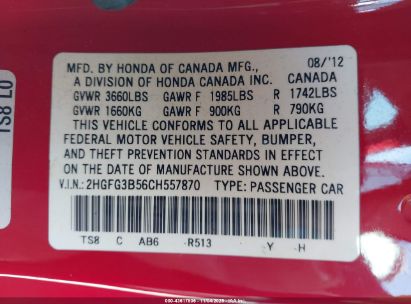 MFD. BY HONDA OF CANADA MFG., 08/'12
A DIVISION OF HONDA CANADA INC. CANADA
GVWR 3660LBS GAWR F 1985LBS R 1742LBS
GVWR 1660KG GAWR F 900KG R 790KG
THIS VEHICLE CONFORMS TO ALL APPLICABLE
FEDERAL MOTOR VEHICLE SAFETY, BUMPER,
AND THEFT PREVENTION STANDARDS IN EFFECT
ON THE DATE OF MANUFACTURE SHOWN ABOVE.
V.I.N: 2HGFG3B56CH557870 TYPE: PASSENGER CAR
TS8 C AB6 R513 Y H
TS8 LO